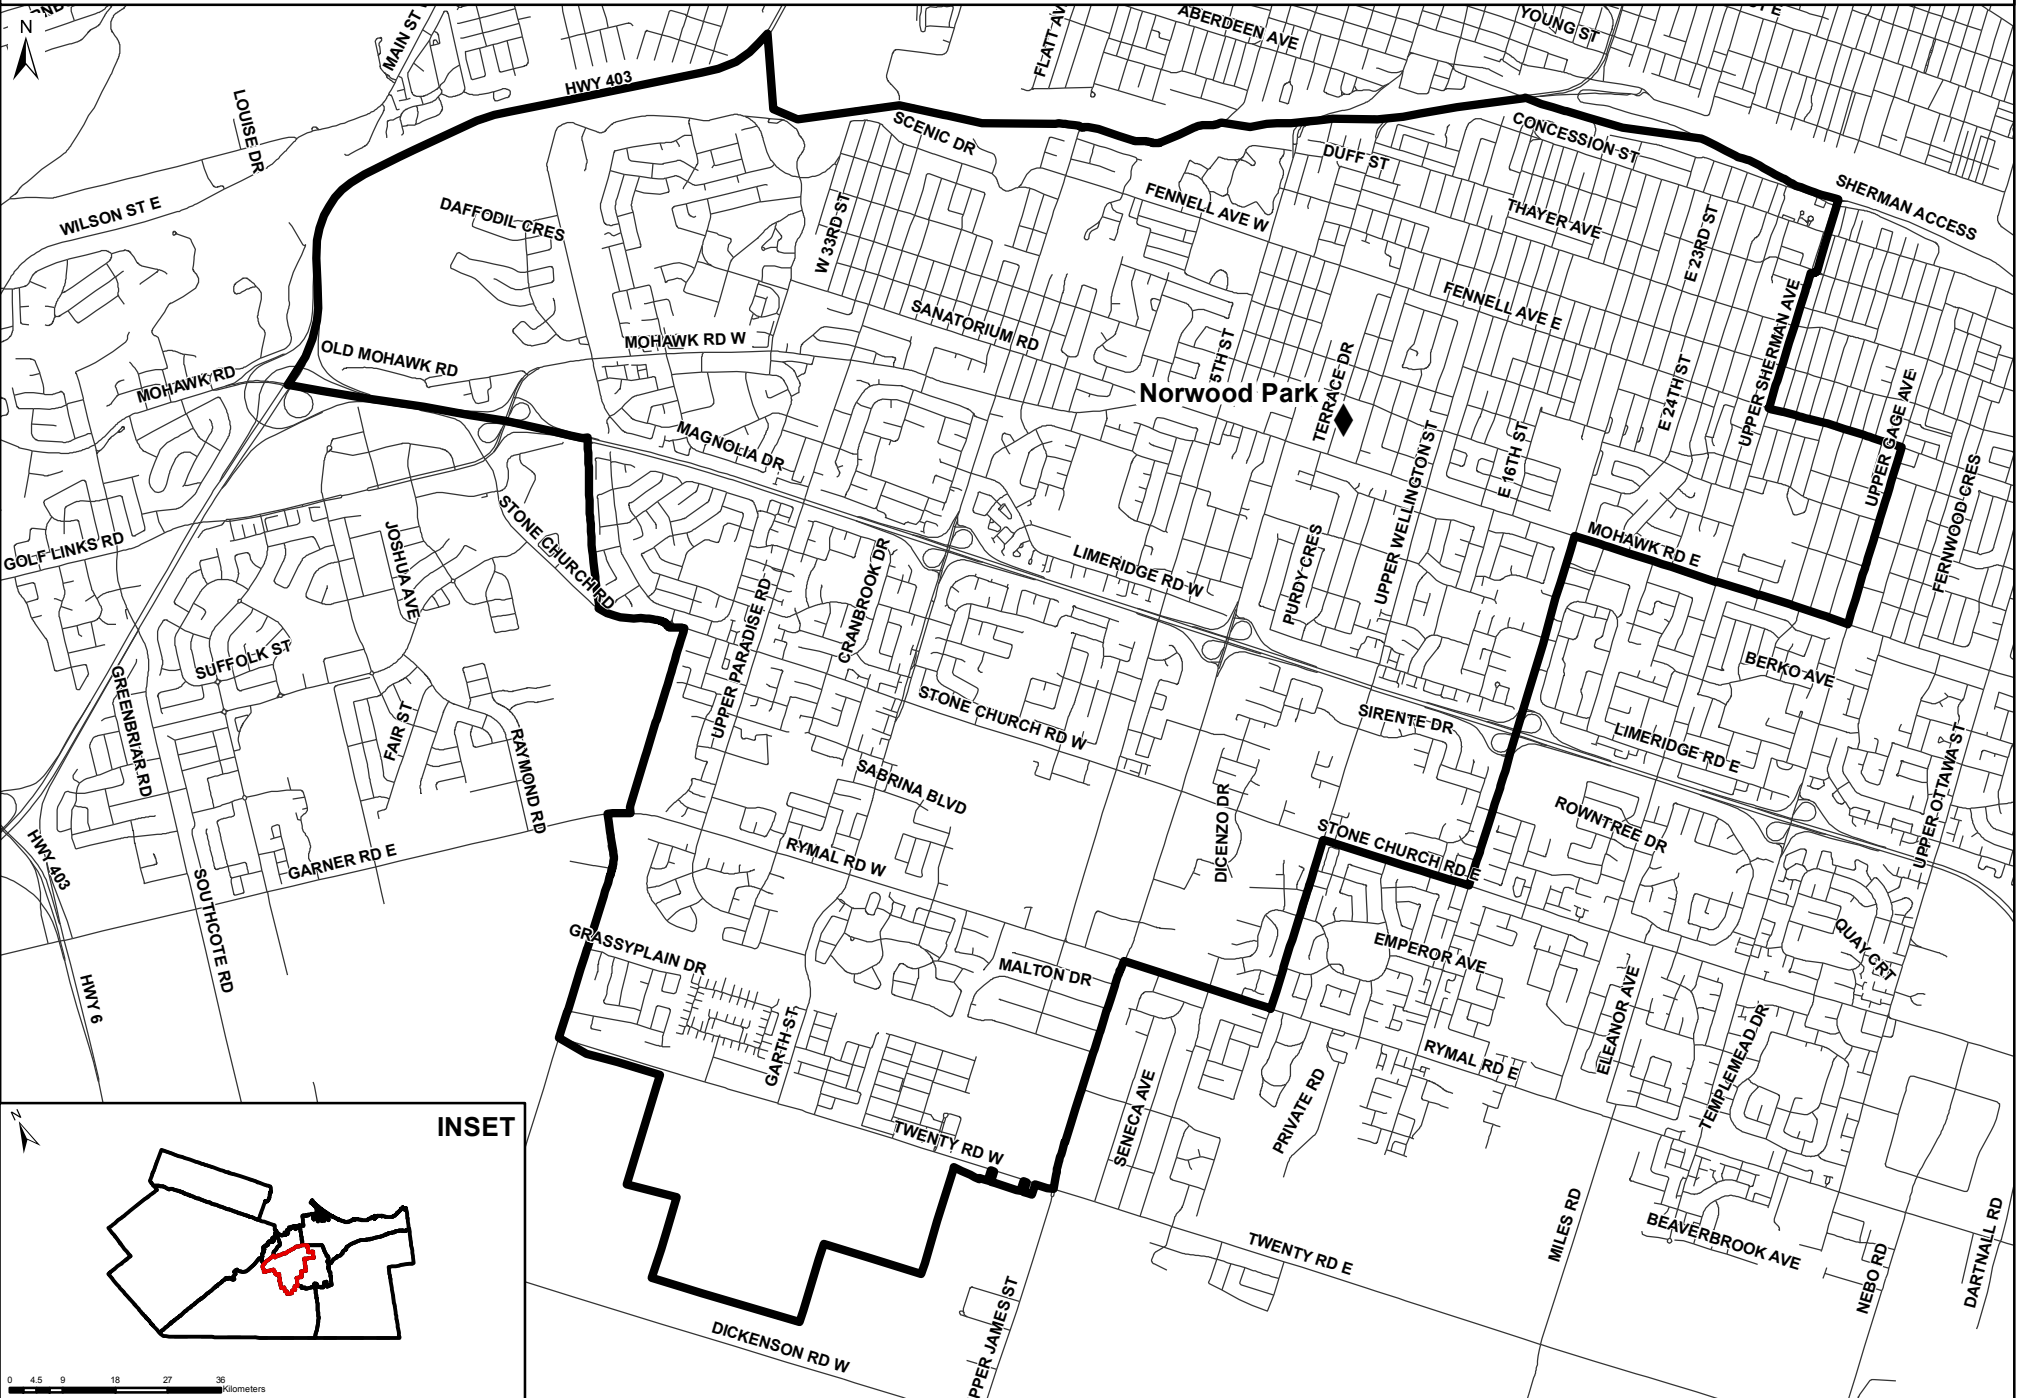 N
MAIN ST
HWY 403
FLATT AV
ABERDEEN AVE
YOUNG ST
LOUISE DR
WILSON ST E
DAFFODIL CRES
SCENIC DR
W 33RD ST
FENNELL AVE W
DUFF ST
CONCESSION ST
THAYER AVE
E 23RD ST
SHERMAN ACCESS
MOHAWK RD
OLD MOHAWK RD
MOHAWK RD W
SANATORIUM RD
5TH ST
TERRACE DR
FENNELL AVE E
E 24TH ST
UPPER SHERMAN AVE
UPPER GAGE AVE
Norwood Park
MAGNOLIA DR
UPPER WELLINGTON ST
E 16TH ST
FERNWOOD CRES
GOLF LINKS RD
JOSHUA AVE
STONE CHURCH RD
CRANBROOK DR
LIMERIDGE RD W
PURDY CRES
MOHAWK RD E
SUFFOLK ST
UPPER PARADISE RD
BERKO AVE
GREENBRIAR RD
FAIR ST
RAYMOND RD
STONE CHURCH RD W
SIRENTE DR
LIMERIDGE RD E
UPPER OTTAWA ST
SABRINA BLVD
DICENZO DR
ROWNTREE DR
HWY 403
GARNER RD E
RYMAL RD W
STONE CHURCH RD E
SOUTHCOTE RD
GRASSYPLAIN DR
MALTON DR
EMPEROR AVE
QUAY CRT
HWY 6
GARTH ST
ELEANOR AVE
RYMAL RD E
TEMPLEMEAD DR
SENECA AVE
PRIVATE RD
TWENTY RD W
MILES RD
BEAVERBROOK AVE
NEBO RD
DARTNALL RD
TWENTY RD E
PPER JAMES ST
DICKENSON RD W
N
INSET
0 4.5 9 18 27 36
Kilometers